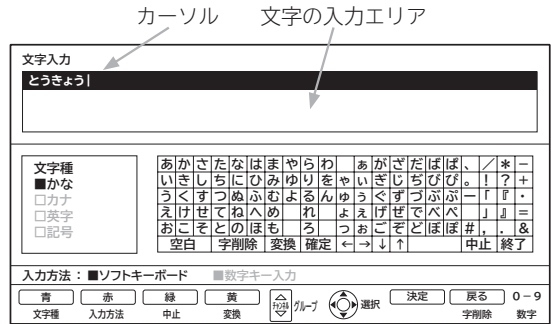 カーソル 文字の入力エリア
文字入力
とうきょう
文字種
■かな
□カナ
□英字
□記号
あ か さ た な は ま や ら わ ぁ が ざ だ ば ぱ 、 / * −
い き し ち に ひ み ゆ り を ゃ ぃ ぎ じ ぢ び ぴ 。 ! ? +
う く す つ ぬ ふ む よ る ん ゅ ぅ ぐ ず づ ぶ ぷ ー 「 『 ・
え け せ て ね へ め れ ょ ぇ げ ぜ で べ ぺ 」 』 =
お こ そ と の ほ も ろ っ ぉ ご ぞ ど ぼ ぽ # , . &
空白 字削除 変換 確定 ← → ↓ ↑ 中止 終了
入力方法：■ソフトキーボード ■数字キー入力
青 赤 緑 黄 チャンネル グループ 選択 決定 戻る 0−9
文字種 入力方法 中止 変換 字削除 数字